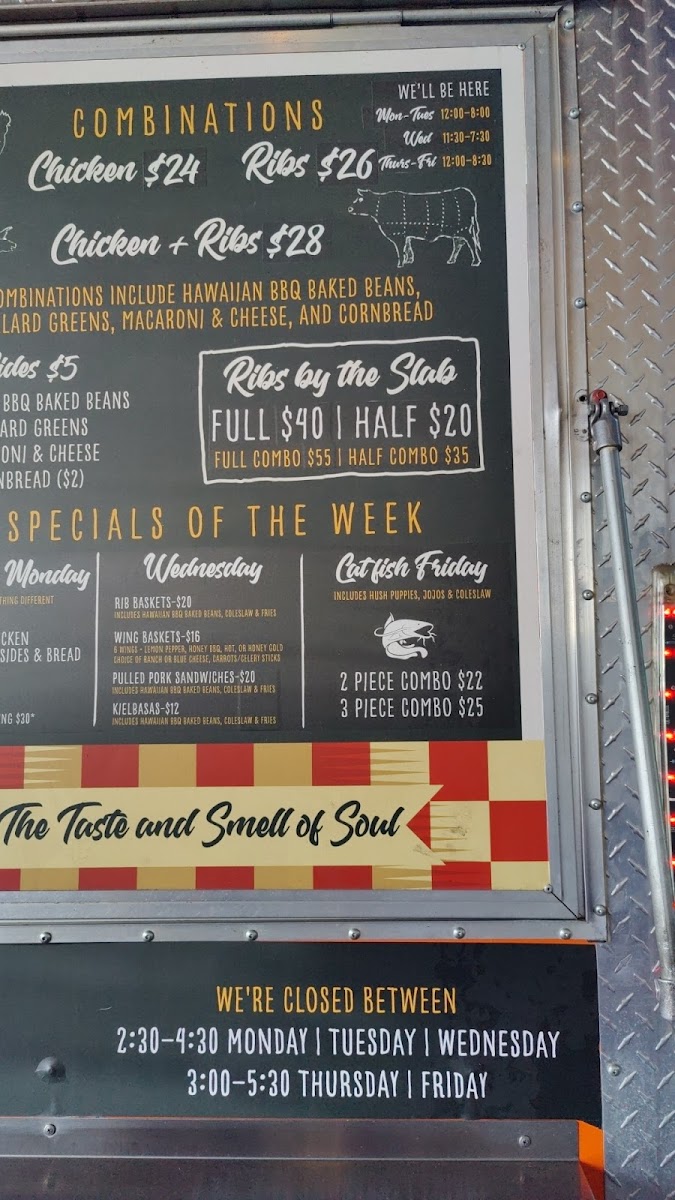 COMBINATIONS
WE'LL BE HERE
Mon-Tues 12:00-8:00
Wed 11:30-7:30
Thurs-Fri 12:00-8:30
Chicken $24 Ribs $26
Chicken + Ribs $28
OMBINATIONS INCLUDE HAWAIIAN BBQ BAKED BEANS,
LARD GREENS, MACARONI & CHEESE, AND CORNBREAD
ides $5
BBQ BAKED BEANS
ARD GREENS
ONI & CHEESE
NBREAD ($2)
Ribs by the Slab
FULL $40 | HALF $20
FULL COMBO $55 | HALF COMBO $35
SPECIALS OF THE WEEK
Monday
THING DIFFERENT
CKEN
SIDES & BREAD
NG $30*
Wednesday
RIB BASKETS-$20
INCLUDES HAWAIIAN BBQ BAKED BEANS, COLESLAW & FRIES
WING BASKETS-$16
6 WINGS - LEMON PEPPER, HONEY BBQ, HOT, OR HONEY GOLD
CHOICE OF RANCH OR BLUE CHEESE, CARROTS/CELERY STICKS
PULLED PORK SANDWICHES-$20
INCLUDES HAWAIIAN BBQ BAKED BEANS, COLESLAW & FRIES
KIELBASAS-$12
INCLUDES HAWAIIAN BBQ BAKED BEANS, COLESLAW & FRIES
Catfish Friday
INCLUDES HUSH PUPPIES, JOJOS & COLESLAW
2 PIECE COMBO $22
3 PIECE COMBO $25
The Taste and Smell of Soul
WE'RE CLOSED BETWEEN
2:30-4:30 MONDAY | TUESDAY | WEDNESDAY
3:00-5:30 THURSDAY | FRIDAY